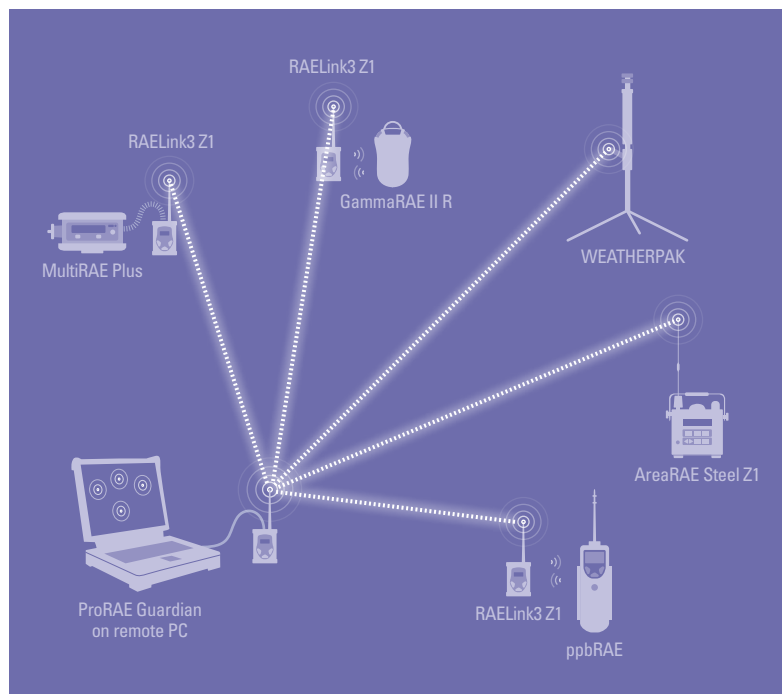 RAELink3 Z1
RAELink3 Z1
GammaRAE II R
MultiRAE Plus
WEATHERPAK
AreaRAE Steel Z1
ProRAE Guardian
on remote PC
RAELink3 Z1
ppbRAE